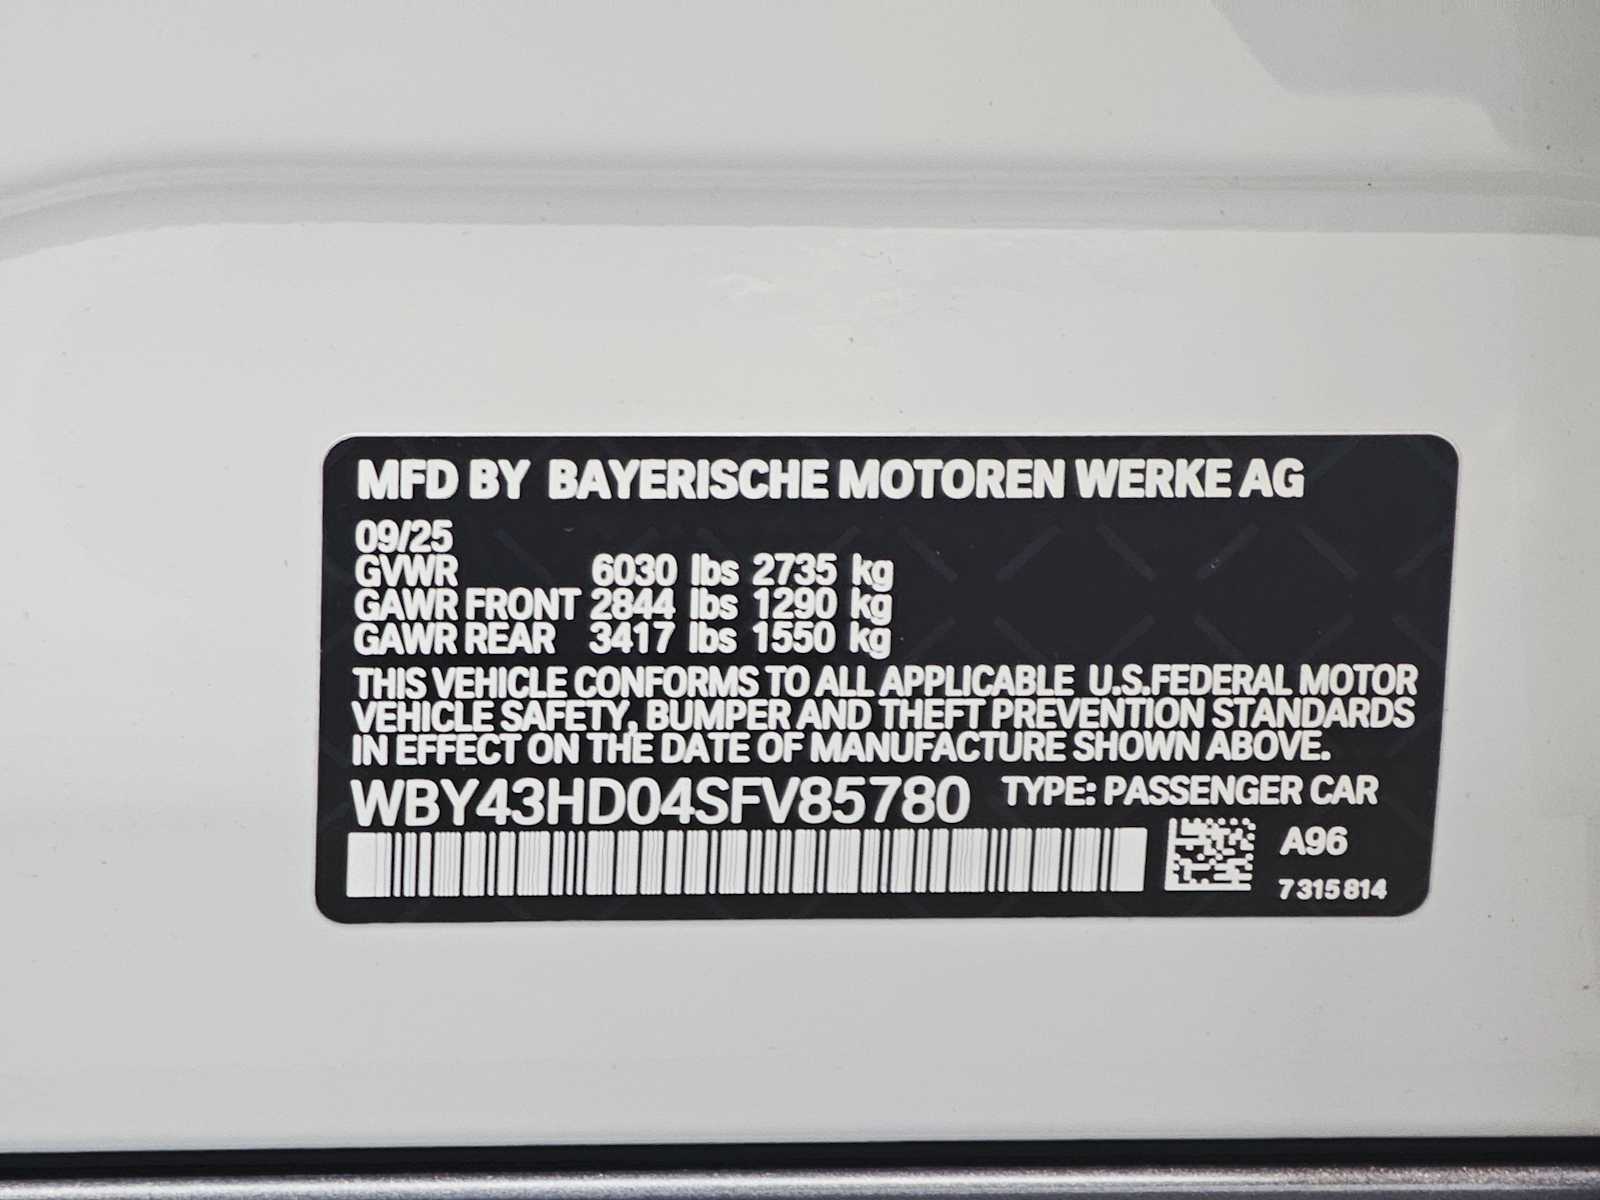 MFD BY BAYERISCHE MOTOREN WERKE AG
09/25
GVWR 6030 lbs 2735 kg
GAWR FRONT 2844 lbs 1290 kg
GAWR REAR 3417 lbs 1550 kg
THIS VEHICLE CONFORMS TO ALL APPLICABLE U.S.FEDERAL MOTOR
VEHICLE SAFETY, BUMPER AND THEFT PREVENTION STANDARDS
IN EFFECT ON THE DATE OF MANUFACTURE SHOWN ABOVE.
WBY43HD04SFV85780 TYPE: PASSENGER CAR
A96
7 315 814